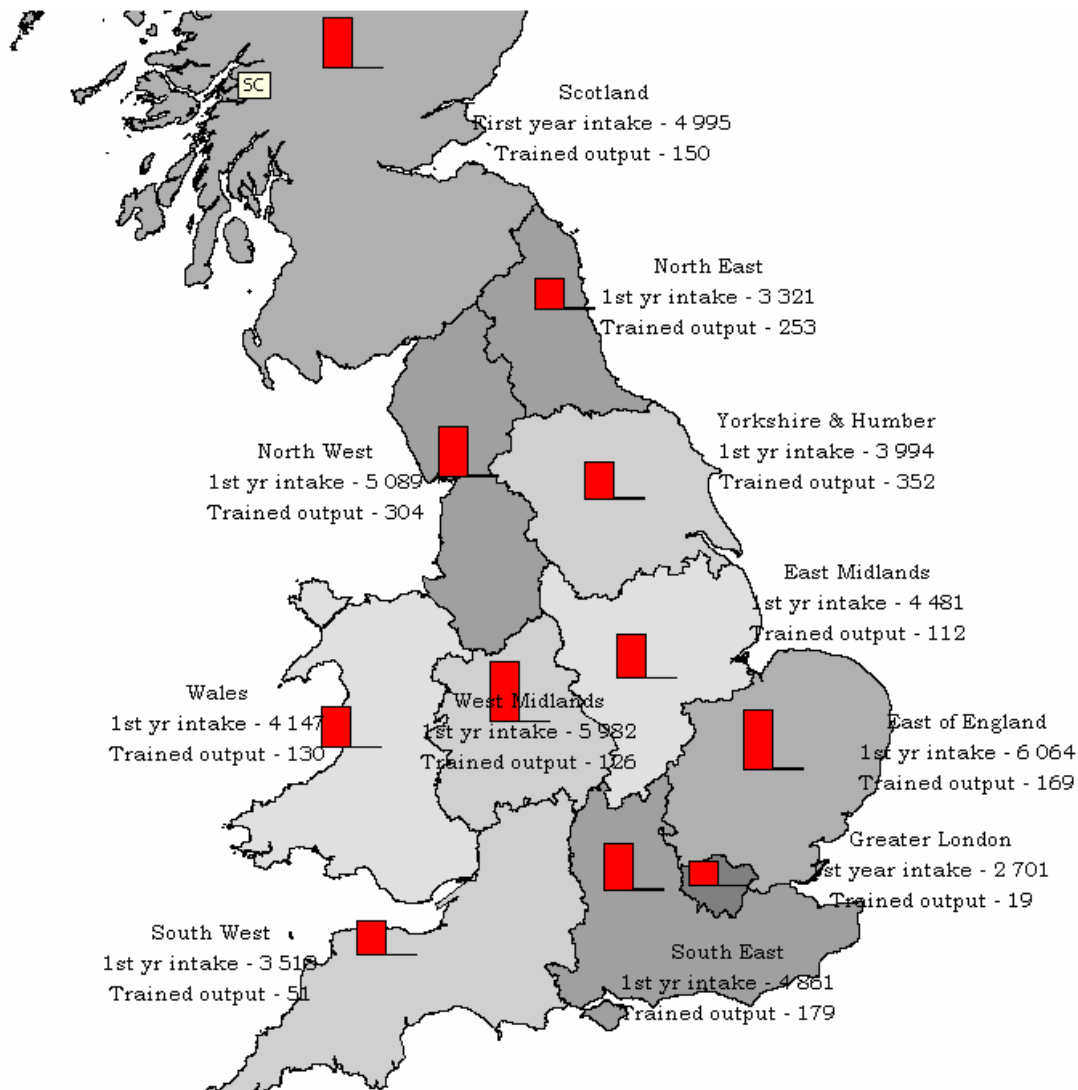 SC
Scotland
First year intake - 4 995
Trained output - 150
North East
1st yr intake - 3 321
Trained output - 253
Yorkshire & Humber
1st yr intake - 3 994
Trained output - 352
North West
1st yr intake - 5 089
Trained output - 304
East Midlands
1st yr intake - 4 481
Trained output - 112
Wales
1st yr intake - 4 147
Trained output - 130
West Midlands
1st yr intake - 5 982
Trained output - 126
East of England
1st yr intake - 6 064
Trained output - 169
Greater London
1st year intake - 2 701
Trained output - 19
South West
1st yr intake - 3 518
Trained output - 51
South East
1st yr intake - 4 861
Trained output - 179